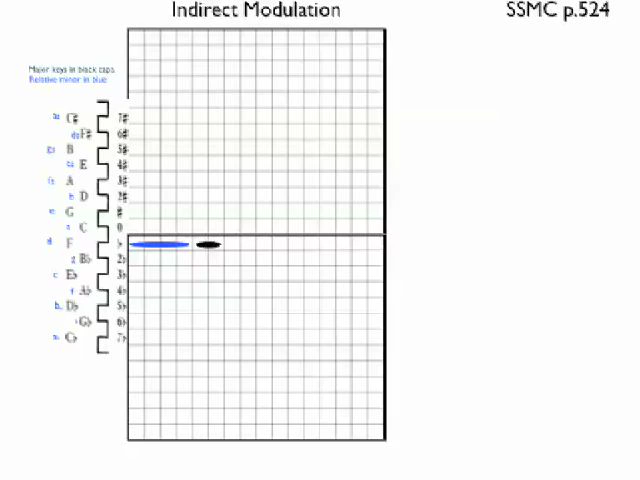 Indirect Modulation
SSMC p.524
Major keys in black caps.
Relative minor in blue
C# 7#
F# 6#
B 5#
E 4#
A 3#
D 2#
G #
C 0
d F ♭
g B♭ 2♭
c E♭ 3♭
f A♭ 4♭
D♭ 5♭
G♭ 6♭
C♭ 7♭